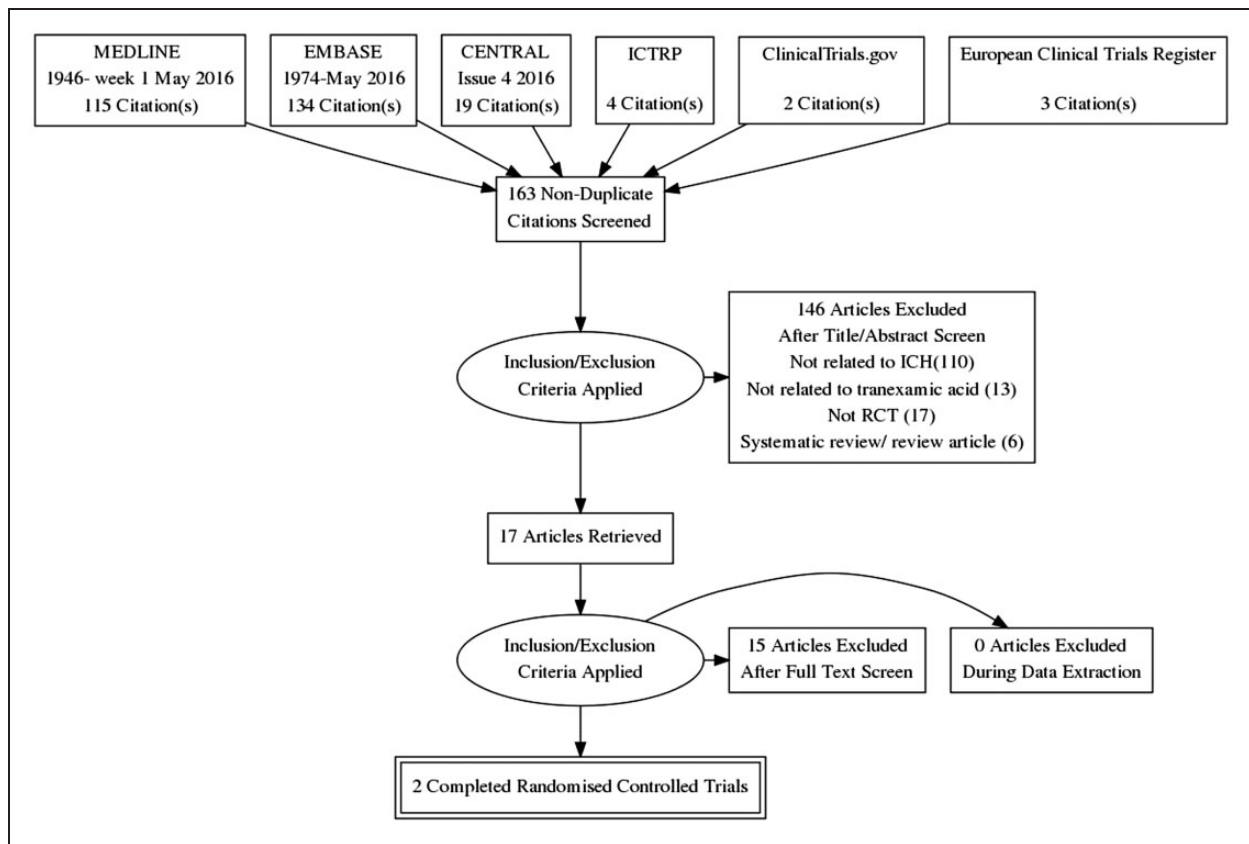 MEDLINE
1946- week 1 May 2016
115 Citation(s)
EMBASE
1974-May 2016
134 Citation(s)
CENTRAL
Issue 4 2016
19 Citation(s)
ICTRP
4 Citation(s)
ClinicalTrials.gov
2 Citation(s)
European Clinical Trials Register
3 Citation(s)
163 Non-Duplicate
Citations Screened
Inclusion/Exclusion
Criteria Applied
146 Articles Excluded
After Title/Abstract Screen
Not related to ICH(110)
Not related to tranexamic acid (13)
Not RCT (17)
Systematic review/ review article (6)
17 Articles Retrieved
Inclusion/Exclusion
Criteria Applied
15 Articles Excluded
After Full Text Screen
0 Articles Excluded
During Data Extraction
2 Completed Randomised Controlled Trials